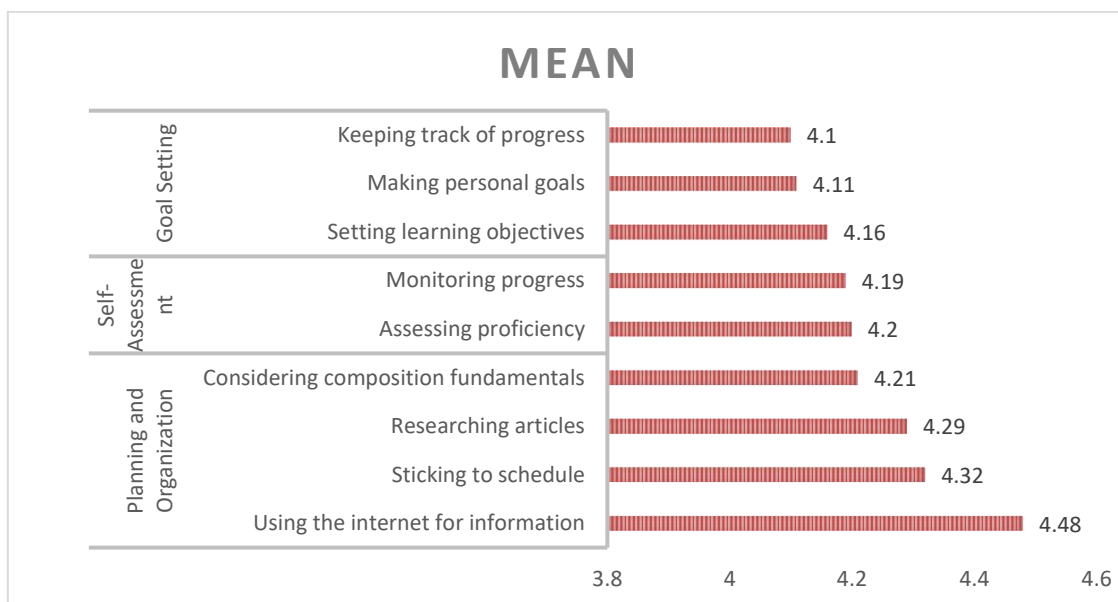 MEAN
Goal Setting
Keeping track of progress 4.1
Making personal goals 4.11
Setting learning objectives 4.16
Self-
Assessme
nt
Monitoring progress 4.19
Assessing proficiency 4.2
Planning and
Organization
Considering composition fundamentals 4.21
Researching articles 4.29
Sticking to schedule 4.32
Using the internet for information 4.48
3.8 4 4.2 4.4 4.6